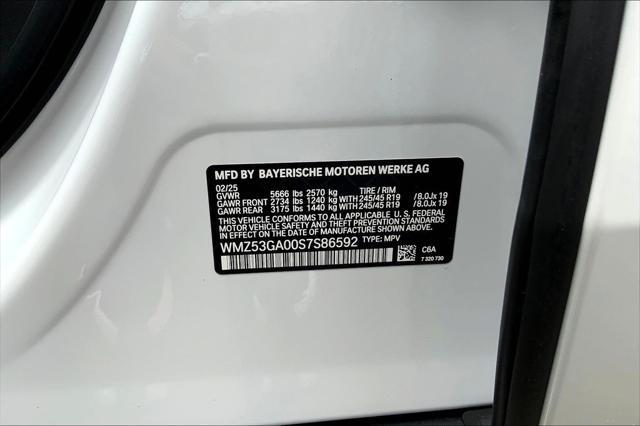 MFD BY BAYERISCHE MOTOREN WERKE AG
02/25
GVWR 5666 lbs 2570 kg TIRE / RIM
GAWR FRONT 2734 lbs 1240 kg WITH 245/45 R19 / 8.0Jx 19
GAWR REAR 3175 lbs 1440 kg WITH 245/45 R19 / 8.0Jx 19
THIS VEHICLE CONFORMS TO ALL APPLICABLE U.S. FEDERAL
MOTOR VEHICLE SAFETY, BUMPER, AND THEFT PREVENTION
STANDARDS IN EFFECT ON THE DATE OF MANUFACTURE SHOWN ABOVE.
WMZ53GA00S7S86592 TYPE: MPV
C6A
7 320 730